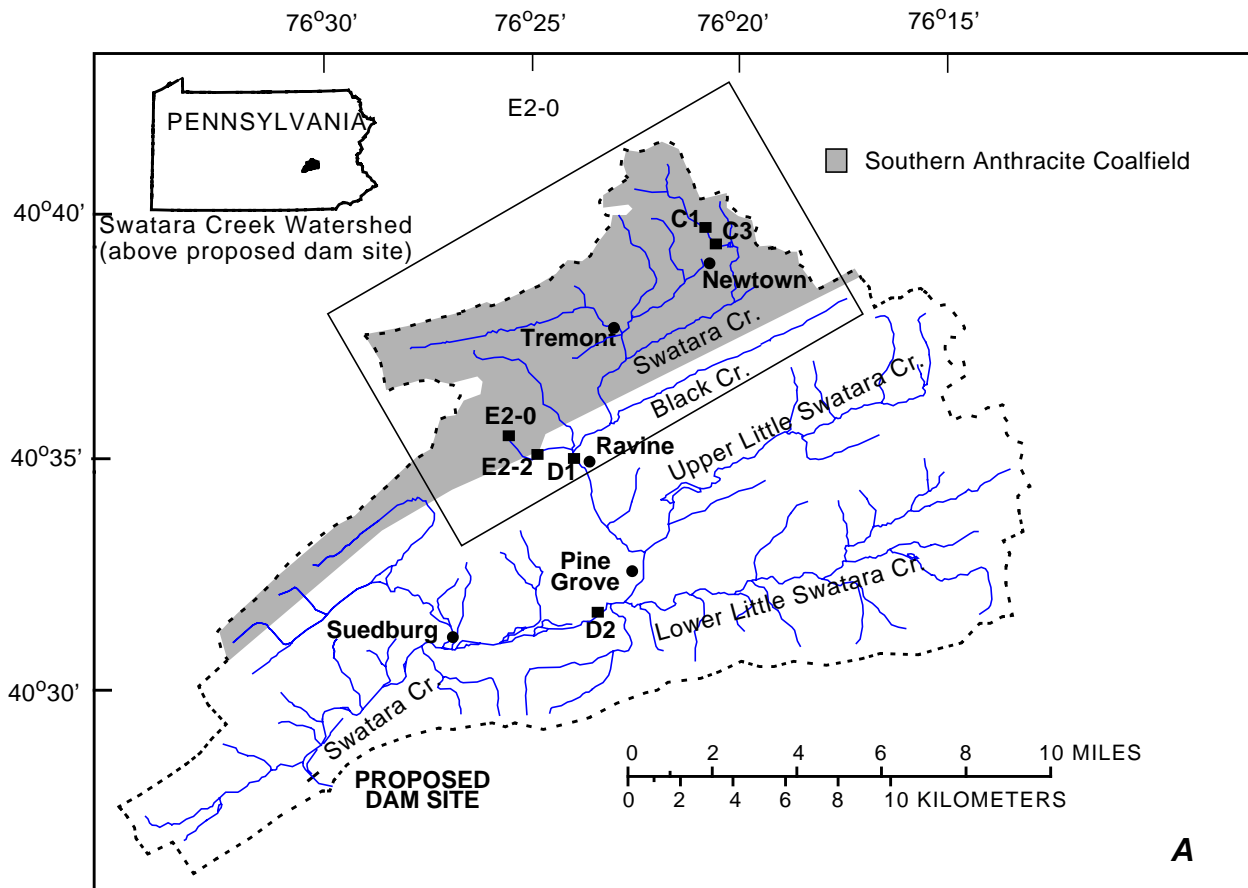 76°30' 76°25' 76°20' 76°15'
E2-0
PENNSYLVANIA
Southern Anthracite Coalfield
40°40'
Swatara Creek Watershed
(above proposed dam site)
C1
C3
Newtown
Tremont
Swatara Cr.
Black Cr.
Upper Little Swatara Cr.
E2-0
Ravine
40°35'
E2-2
D1
Pine
Grove
Lower Little Swatara Cr.
D2
Suedburg
40°30'
Swatara Cr.
PROPOSED
DAM SITE
0 2 4 6 8 10 MILES
0 2 4 6 8 10 KILOMETERS
A